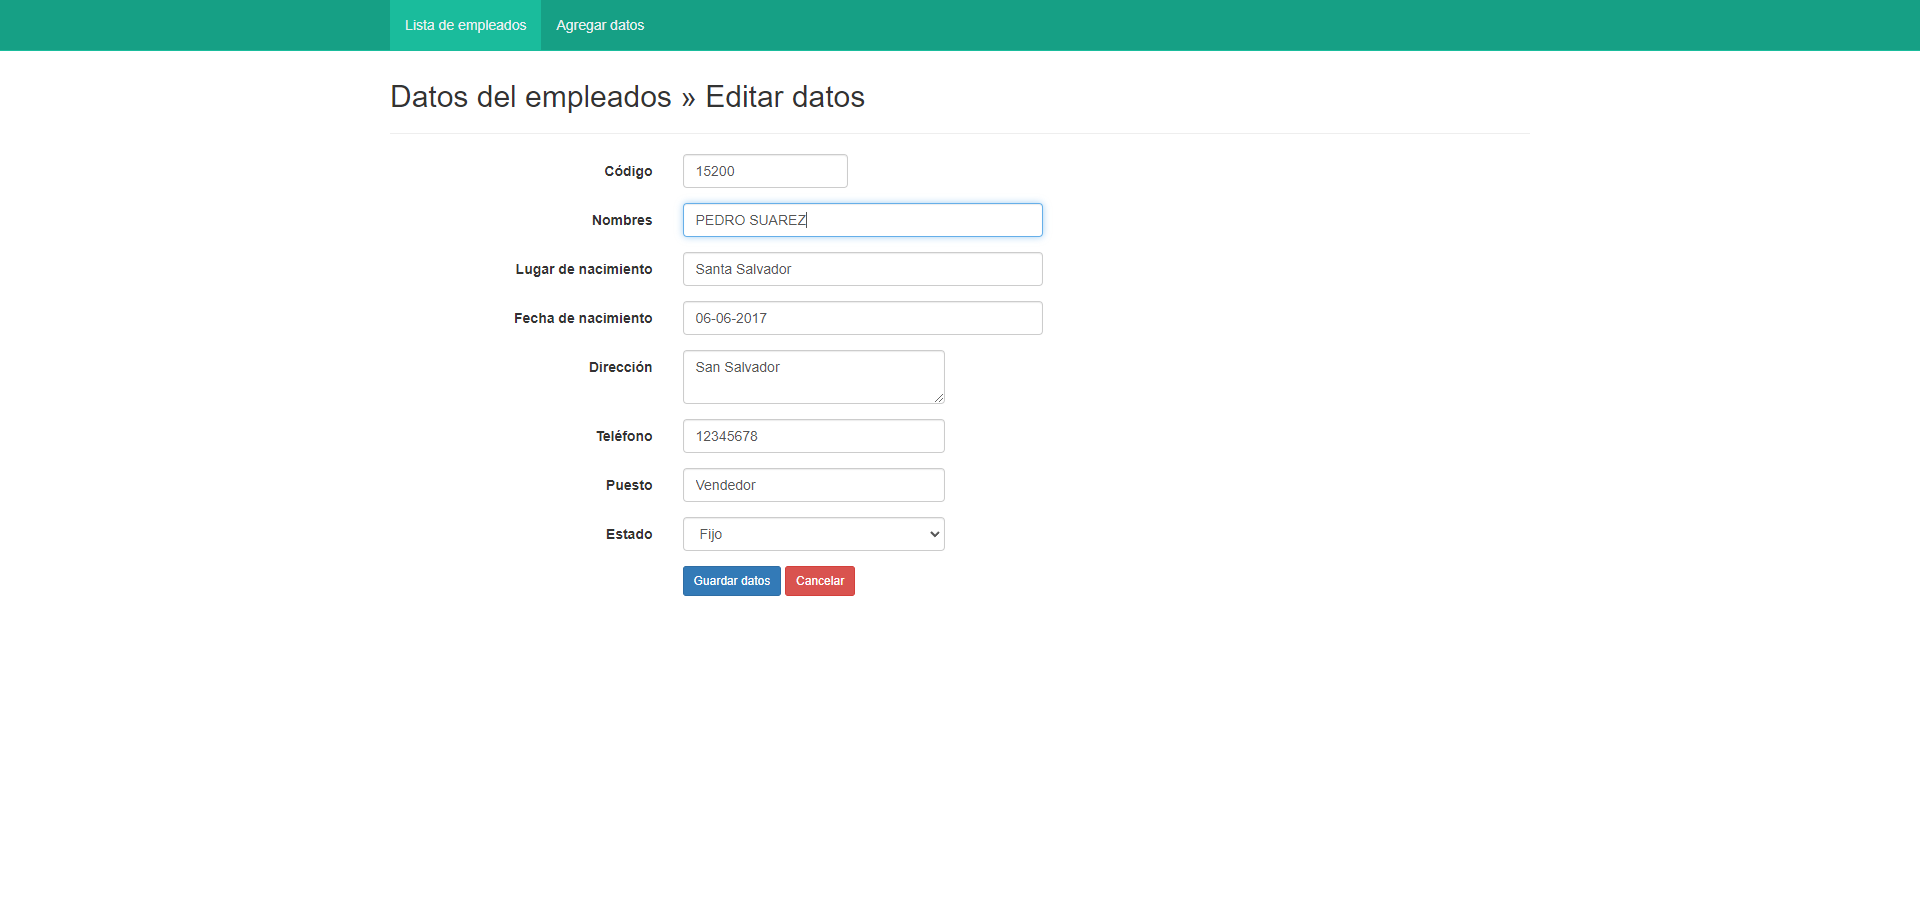 Lista de empleados Agregar datos
Datos del empleados » Editar datos
Código 15200
Nombres PEDRO SUAREZ
Lugar de nacimiento Santa Salvador
Fecha de nacimiento 06-06-2017
Dirección San Salvador
Teléfono 12345678
Puesto Vendedor
Estado Fijo
Guardar datos Cancelar